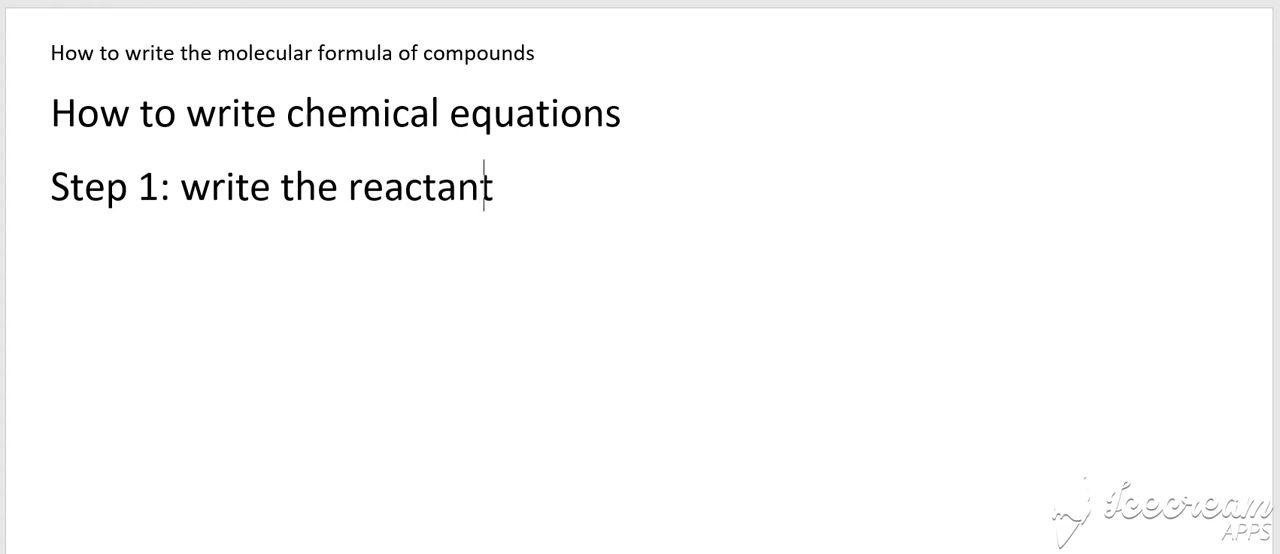 How to write the molecular formula of compounds
How to write chemical equations
Step 1: write the reactant
Icecream
APPS